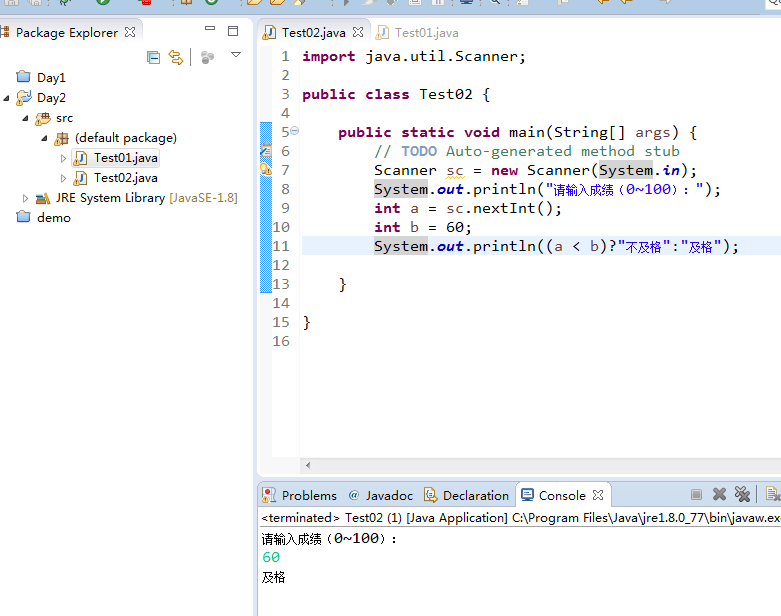 Package Explorer
Day1
Day2
src
(default package)
Test01.java
Test02.java
JRE System Library [JavaSE-1.8]
demo
Test02.java
Test01.java
1 import java.util.Scanner;
2
3 public class Test02 {
4
5 public static void main(String[] args) {
6 // TODO Auto-generated method stub
7 Scanner sc = new Scanner(System.in);
8 System.out.println("请输入成绩（0~100）：");
9 int a = sc.nextInt();
10 int b = 60;
11 System.out.println((a < b)?"不及格":"及格");
12
13 }
14
15 }
16
Problems @ Javadoc Declaration Console
<terminated> Test02 (1) [Java Application] C:\Program Files\Java\jre1.8.0_77\bin\javaw.exe
请输入成绩（0~100）：
60
及格